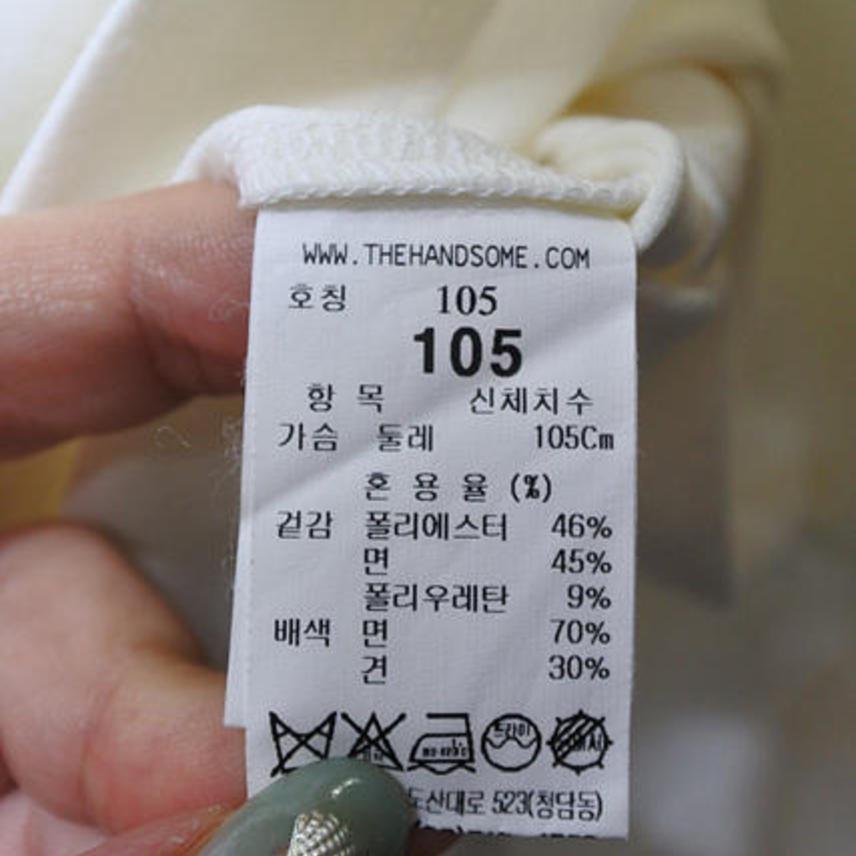 WWW.THEHANDSOME.COM
호칭 105
105
항 목 신체치수
가슴 둘레 105Cm
혼 용 율 (%)
겉감 폴리에스터 46%
면 45%
폴리우레탄 9%
배색 면 70%
견 30%
드라이
도산대로 523(청담동)